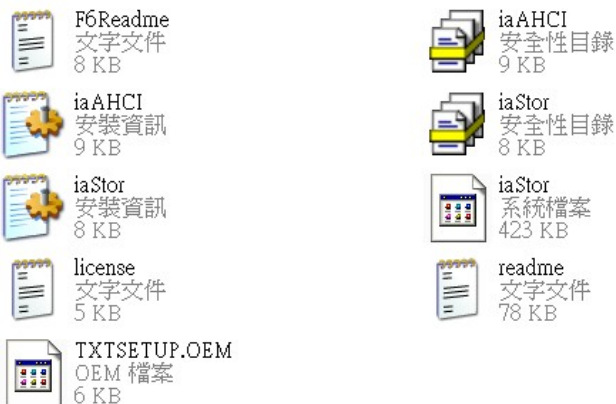 F6Readme
文字文件
8 KB
iaAHCI
安全性目錄
9 KB
iaAHCI
安裝資訊
9 KB
iaStor
安全性目錄
8 KB
iaStor
安裝資訊
8 KB
iaStor
系統檔案
423 KB
license
文字文件
5 KB
readme
文字文件
78 KB
TXTSETUP.OEM
OEM 檔案
6 KB